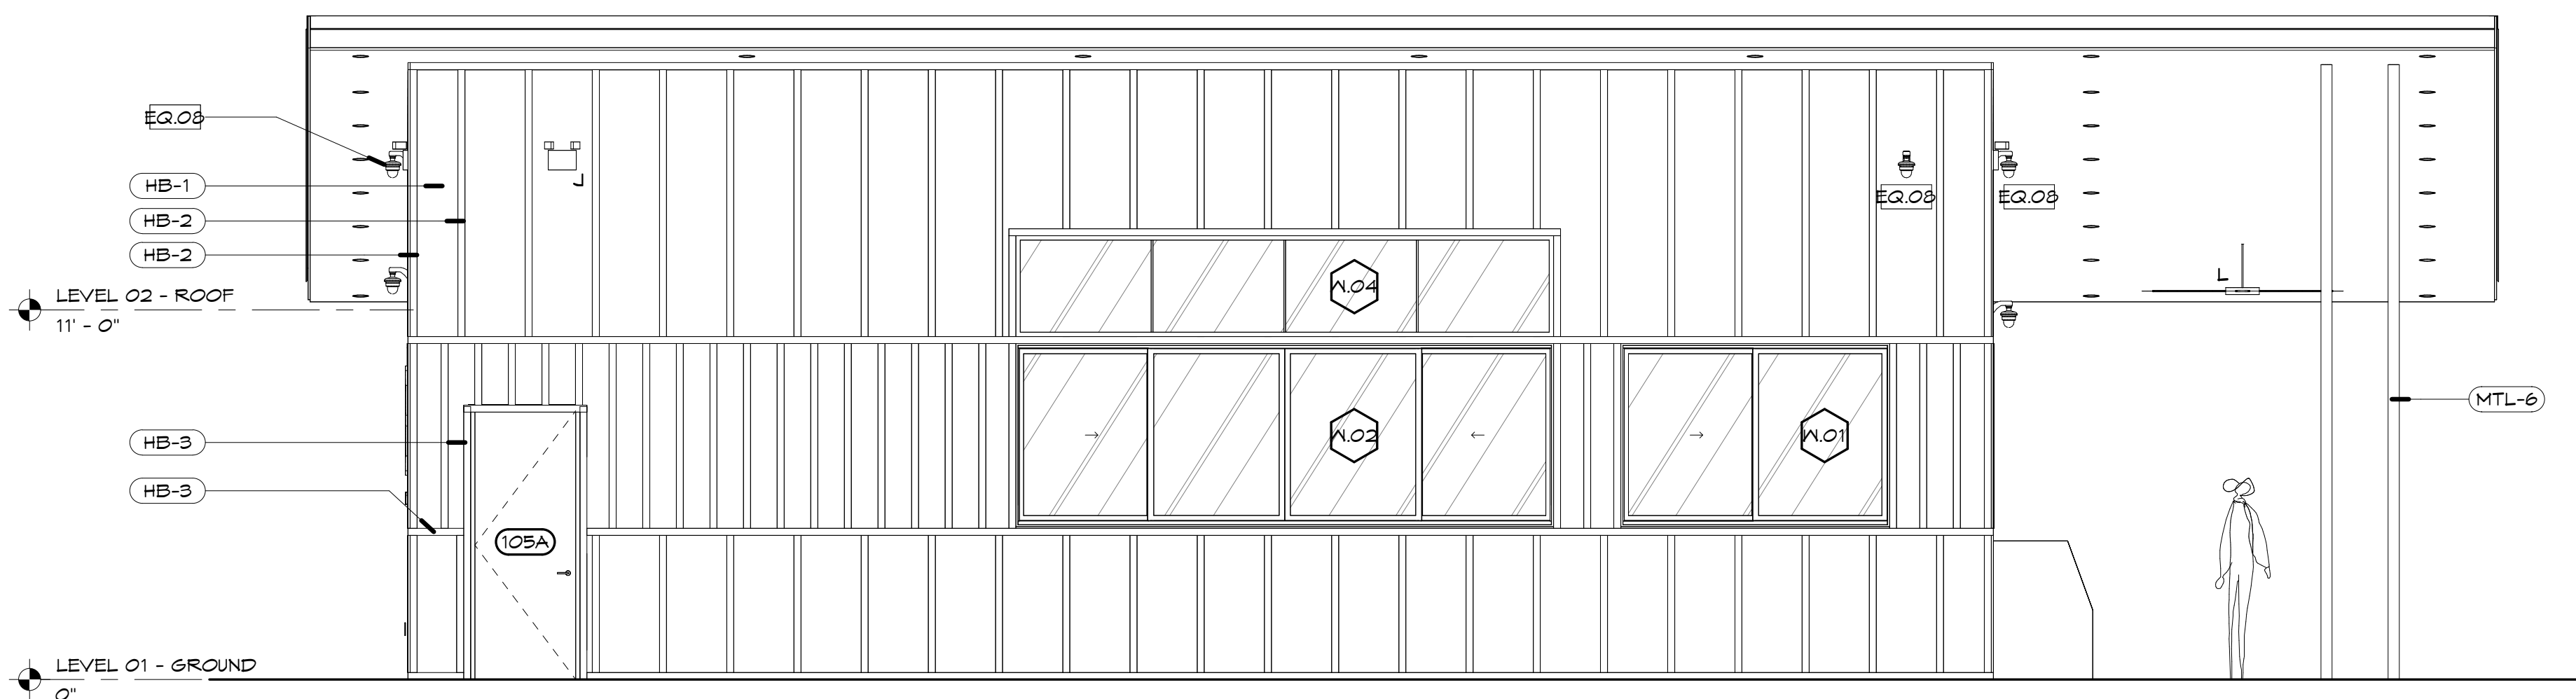 EQ.08
HB-1
HB-2
EQ.08
EQ.08
HB-2
L
L
W.04
LEVEL 02 - ROOF
11' - 0"
MTL-6
HB-3
W.02
W.01
HB-3
105A
LEVEL 01 - GROUND
0"